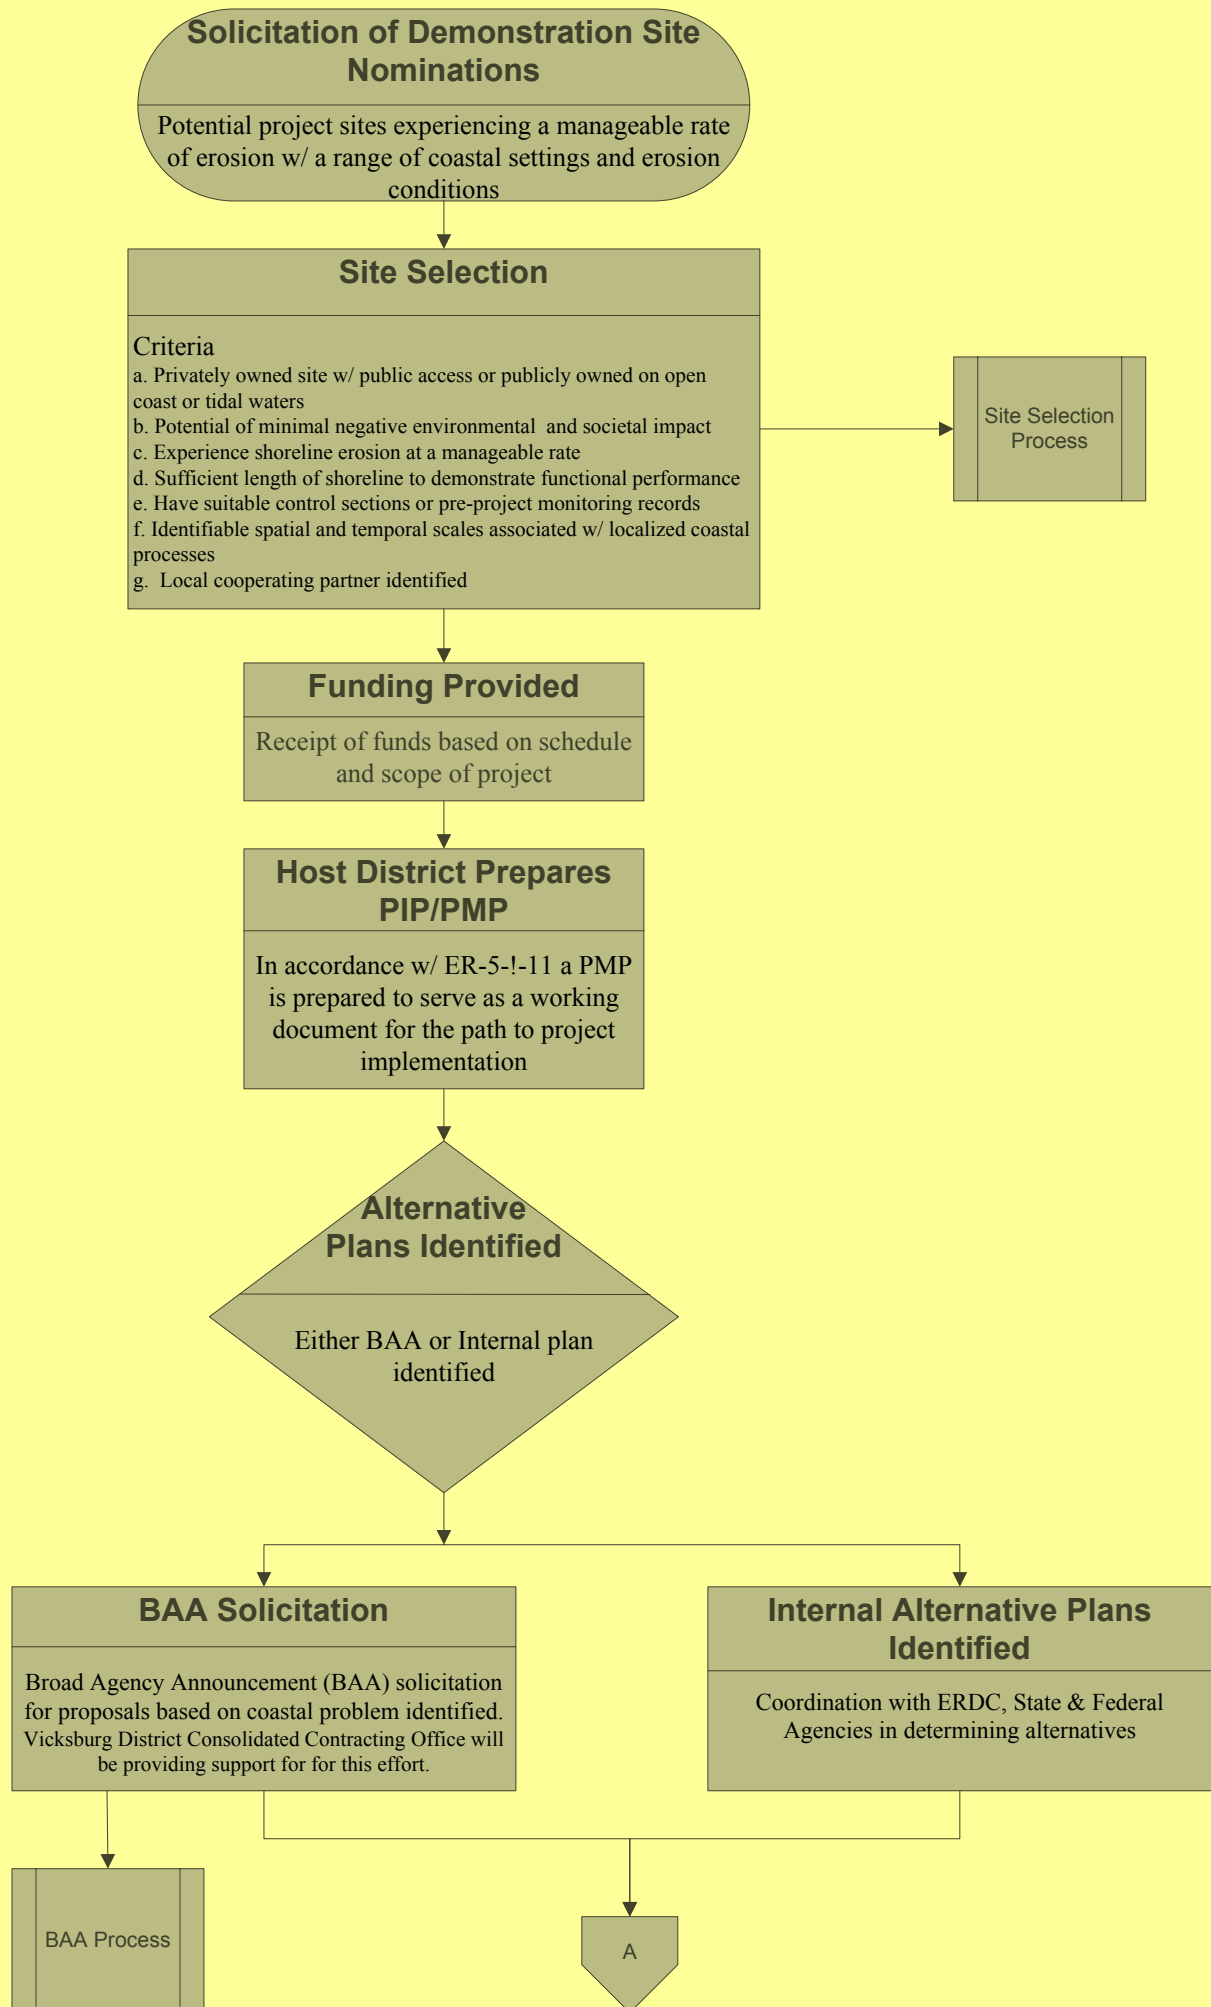 Solicitation of Demonstration Site
Nominations
Potential project sites experiencing a manageable rate
of erosion w/ a range of coastal settings and erosion
conditions
Site Selection
Criteria
a. Privately owned site w/ public access or publicly owned on open
coast or tidal waters
b. Potential of minimal negative environmental and societal impact
c. Experience shoreline erosion at a manageable rate
d. Sufficient length of shoreline to demonstrate functional performance
e. Have suitable control sections or pre-project monitoring records
f. Identifiable spatial and temporal scales associated w/ localized coastal
processes
g. Local cooperating partner identified
Site Selection
Process
Funding Provided
Receipt of funds based on schedule
and scope of project
Host District Prepares
PIP/PMP
In accordance w/ ER-5-!-11 a PMP
is prepared to serve as a working
document for the path to project
implementation
Alternative
Plans Identified
Either BAA or Internal plan
identified
BAA Solicitation
Broad Agency Announcement (BAA) solicitation
for proposals based on coastal problem identified.
Vicksburg District Consolidated Contracting Office will
be providing support for for this effort.
Internal Alternative Plans
Identified
Coordination with ERDC, State & Federal
Agencies in determining alternatives
BAA Process
A